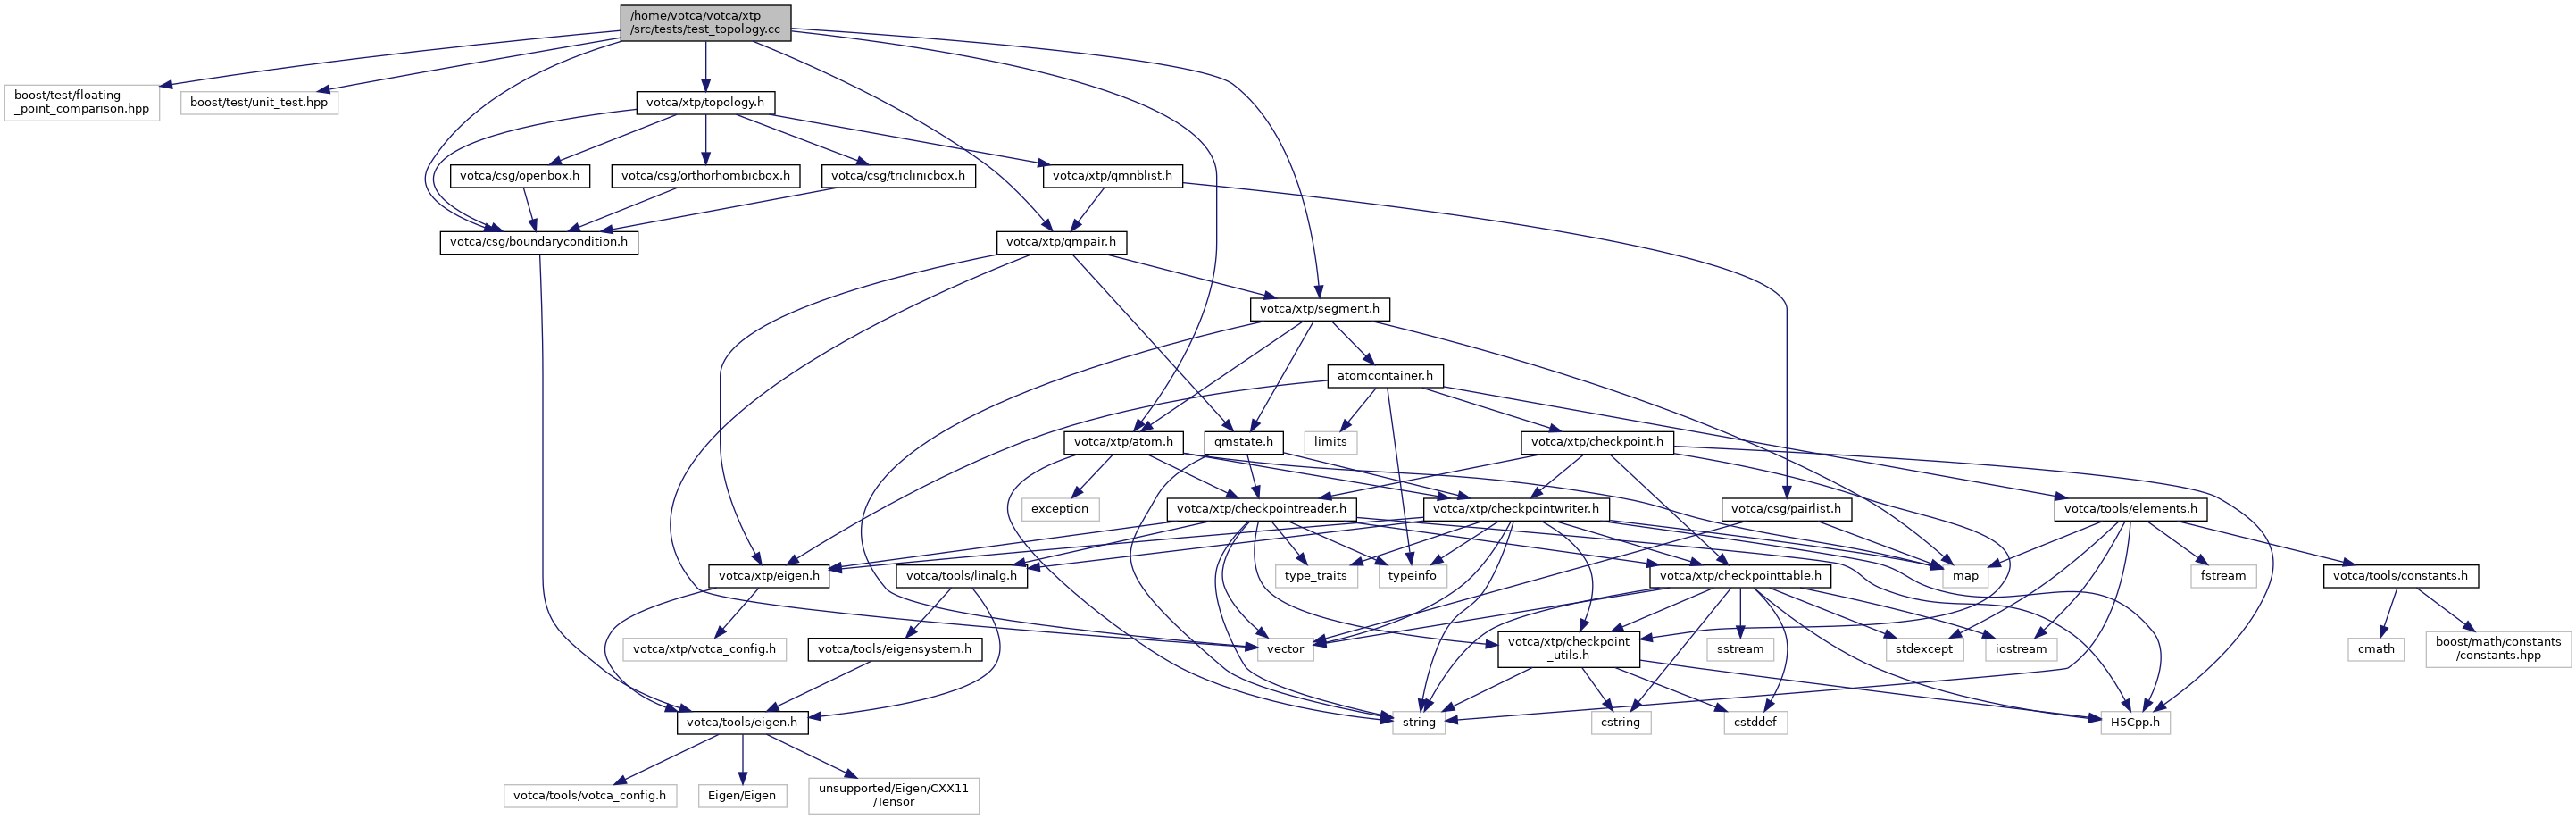 /home/votca/votca/xtp
/src/tests/test_topology.cc
boost/test/floating
_point_comparison.hpp
boost/test/unit_test.hpp
votca/xtp/topology.h
votca/csg/openbox.h
votca/csg/orthorhombicbox.h
votca/csg/triclinicbox.h
votca/xtp/qmnblist.h
votca/csg/boundarycondition.h
votca/xtp/qmpair.h
votca/xtp/segment.h
atomcontainer.h
votca/xtp/atom.h
qmstate.h
limits
votca/xtp/checkpoint.h
exception
votca/xtp/checkpointreader.h
votca/xtp/checkpointwriter.h
votca/csg/pairlist.h
votca/tools/elements.h
votca/xtp/eigen.h
votca/tools/linalg.h
type_traits
typeinfo
votca/xtp/checkpointtable.h
map
fstream
votca/tools/constants.h
votca/xtp/votca_config.h
votca/tools/eigensystem.h
vector
votca/xtp/checkpoint
_utils.h
sstream
stdexcept
iostream
cmath
boost/math/constants
/constants.hpp
votca/tools/eigen.h
string
cstring
cstddef
H5Cpp.h
votca/tools/votca_config.h
Eigen/Eigen
unsupported/Eigen/CXX11
/Tensor